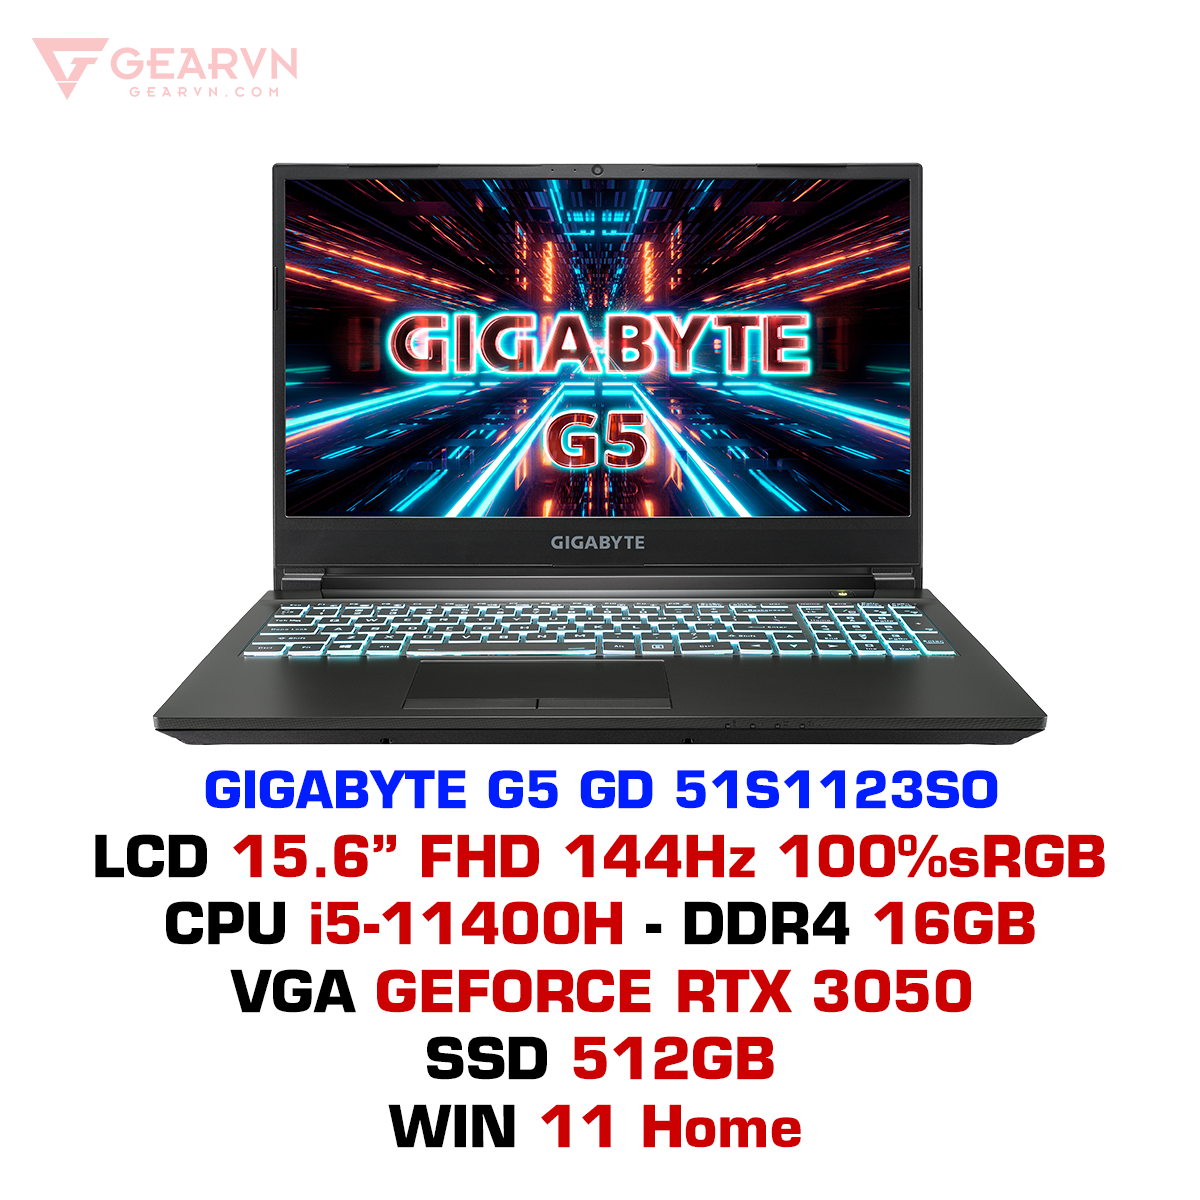 GEARVN
GEARVN.COM
GIGABYTE
G5
GIGABYTE
GIGABYTE G5 GD 51S1123SO
LCD 15.6” FHD 144Hz 100%sRGB
CPU i5-11400H - DDR4 16GB
VGA GEFORCE RTX 3050
SSD 512GB
WIN 11 Home